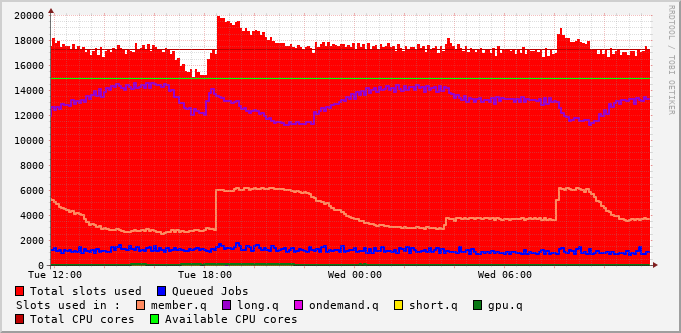 20000
18000
16000
14000
12000
10000
8000
6000
4000
2000
0
Tue 12:00 Tue 18:00 Wed 00:00 Wed 06:00
RRDTOOL / TOBI OETIKER
Total slots used Queued Jobs
Slots used in : member.q long.q ondemand.q short.q gpu.q
Total CPU cores Available CPU cores